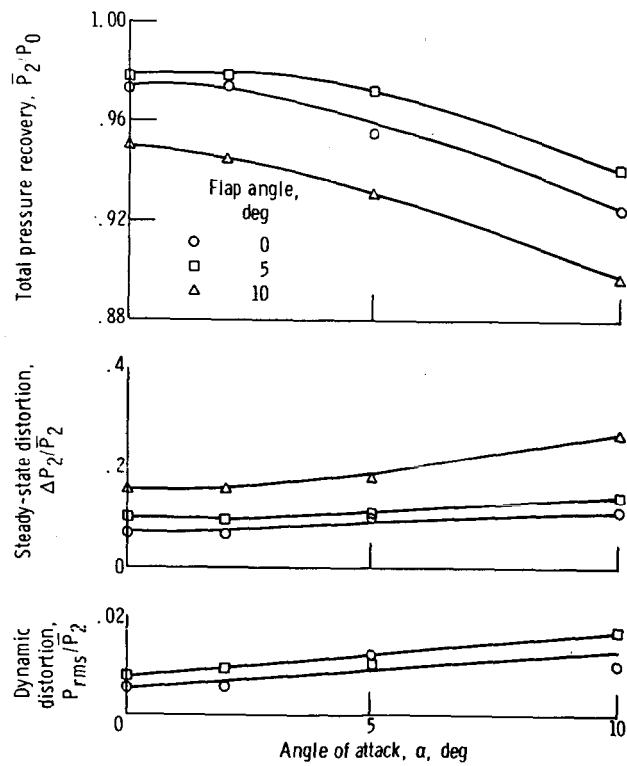 Total pressure recovery, P̅2/P0
1.00
.96
.92
.88
Flap angle,
deg
0
5
10
Steady-state distortion,
ΔP2/P̅2
.4
.2
0
Dynamic
distortion,
Prms/P̅2
.02
0
0
5
10
Angle of attack, α, deg